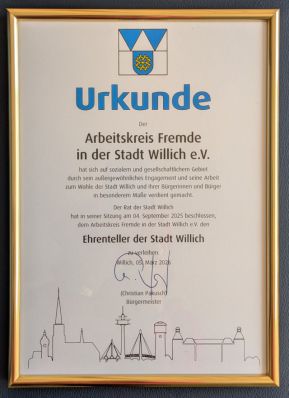 Urkunde
Der
Arbeitskreis Fremde
in der Stadt Willich e.V.
hat sich auf sozialem und gesellschaftlichem Gebiet
durch sein außergewöhnliches Engagement und seine Arbeit
zum Wohle der Stadt Willich und ihrer Bürgerinnen und Bürger
in besonderem Maße verdient gemacht.
Der Rat der Stadt Willich
hat in seiner Sitzung am 04. September 2025 beschlossen,
dem Arbeitskreis Fremde in der Stadt Willich e.V. den
Ehrenteller der Stadt Willich
zu verleihen.
Willich, 05. März 2026
(Christian Pakusch)
Bürgermeister